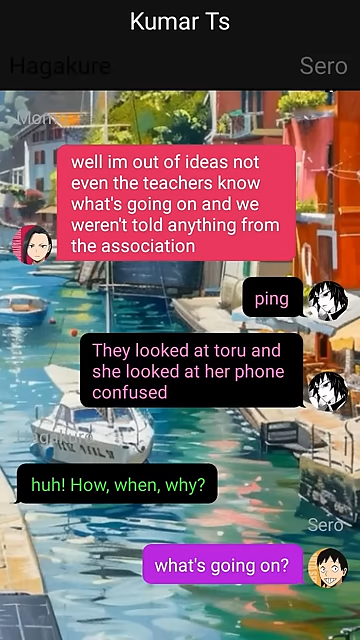 Kumar Ts
Hagakure
Sero
Momo
well im out of ideas not
even the teachers know
what's going on and we
weren't told anything from
the association
ping
They looked at toru and
she looked at her phone
confused
Hagakure
huh! How, when, why?
Sero
what's going on?